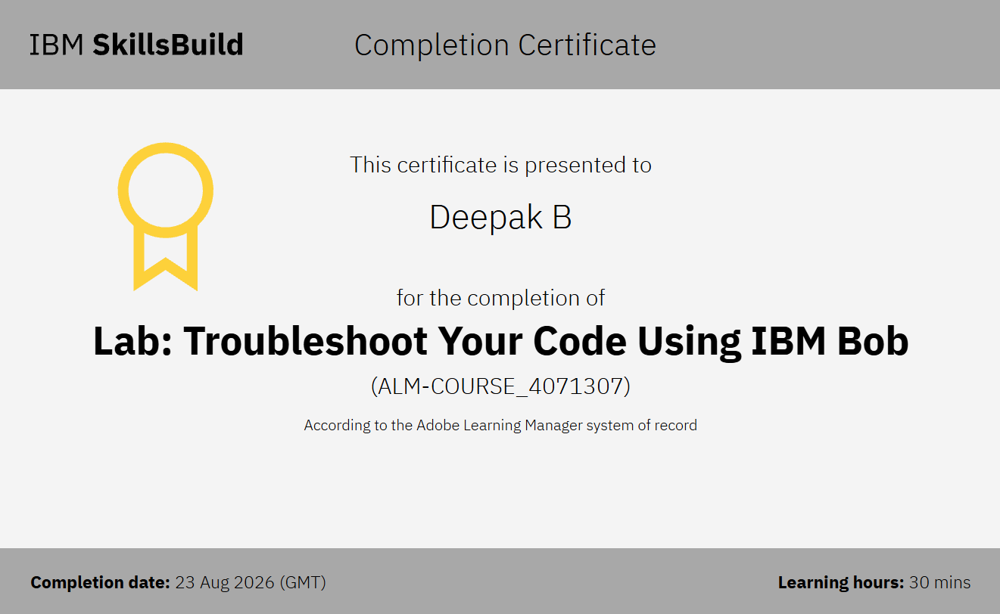 IBM SkillsBuild
Completion Certificate
This certificate is presented to
Deepak B
for the completion of
Lab: Troubleshoot Your Code Using IBM Bob
(ALM-COURSE_4071307)
According to the Adobe Learning Manager system of record
Completion date: 23 Aug 2026 (GMT)
Learning hours: 30 mins